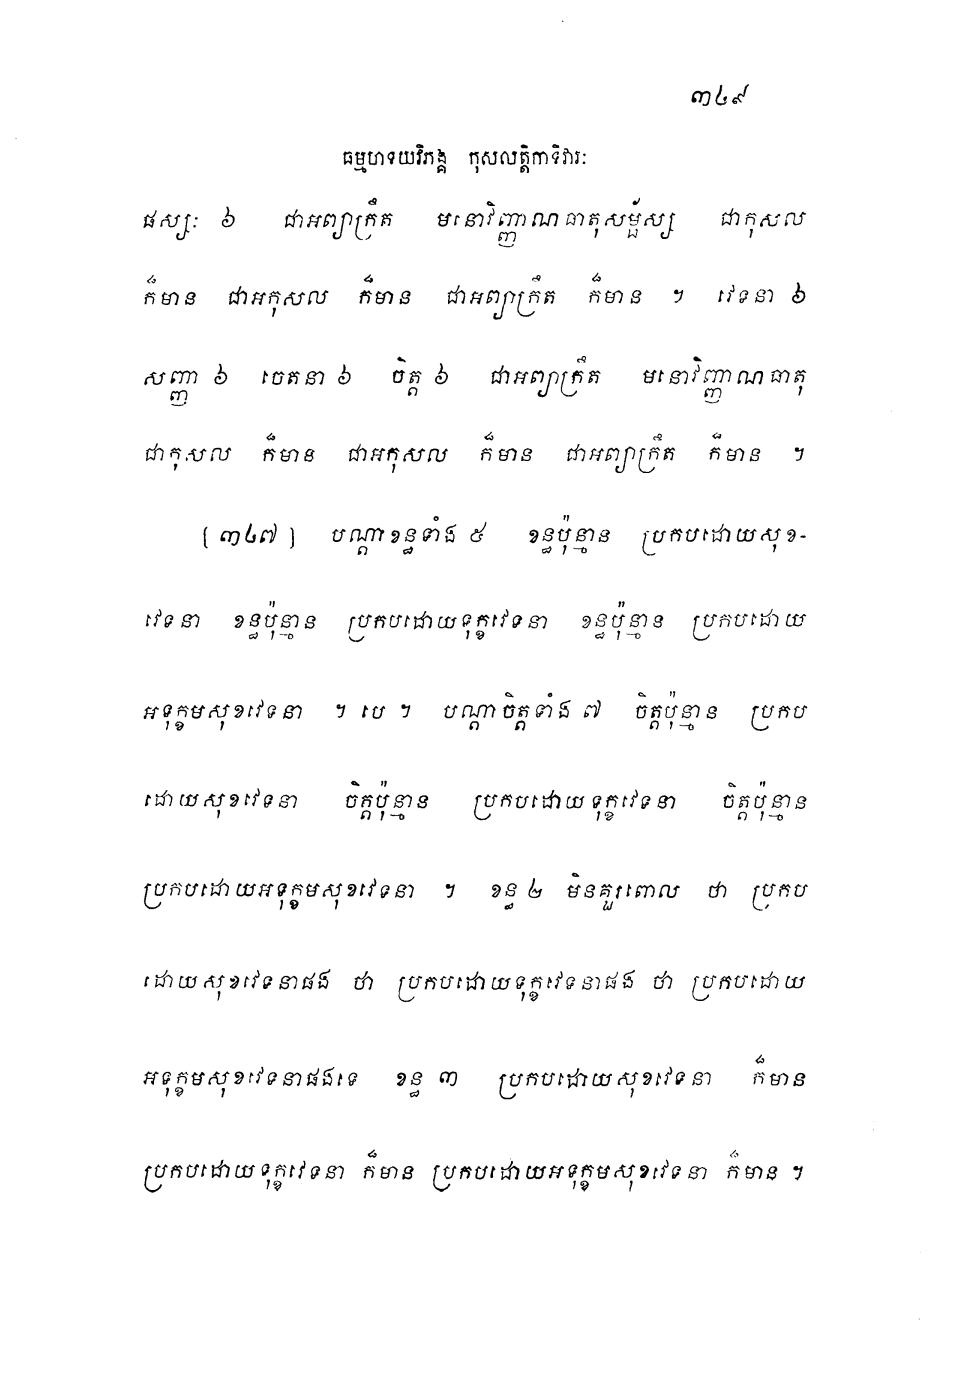 ៣៤៩
ធម្មហទយវិភង្គ កុសលត្តិកាទិវារៈ
ផស្សៈ ៦ ជាអព្យាក្រឹត មនោវិញ្ញាណធាតុសម្ផ័ស្ស ជាកុសល
ក៏មាន ជាអកុសល ក៏មាន ជាអព្យាក្រឹត ក៏មាន ។ វេទនា ៦
សញ្ញា ៦ ចេតនា ៦ ចិត្ត ៦ ជាអព្យាក្រឹត មនោវិញ្ញាណធាតុ
ជាកុសល ក៏មាន ជាអកុសល ក៏មាន ជាអព្យាក្រឹត ក៏មាន ។
[៣៤៧] បណ្តាខន្ធទាំង ៥ ខន្ធប៉ុន្មាន ប្រកបដោយសុខ-
វេទនា ខន្ធប៉ុន្មាន ប្រកបដោយទុក្ខវេទនា ខន្ធប៉ុន្មាន ប្រកបដោយ
អទុក្ខមសុខវេទនា ។ បេ ។ បណ្តាចិត្តទាំង ៧ ចិត្តប៉ុន្មាន ប្រកប
ដោយសុខវេទនា ចិត្តប៉ុន្មាន ប្រកបដោយទុក្ខវេទនា ចិត្តប៉ុន្មាន
ប្រកបដោយអទុក្ខមសុខវេទនា ។ ខន្ធ ២ មិនគួរពោល ថា ប្រកប
ដោយសុខវេទនាផង ថា ប្រកបដោយទុក្ខវេទនាផង ថា ប្រកបដោយ
អទុក្ខមសុខវេទនាផងទេ ខន្ធ ៣ ប្រកបដោយសុខវេទនា ក៏មាន
ប្រកបដោយទុក្ខវេទនា ក៏មាន ប្រកបដោយអទុក្ខមសុខវេទនា ក៏មាន ។